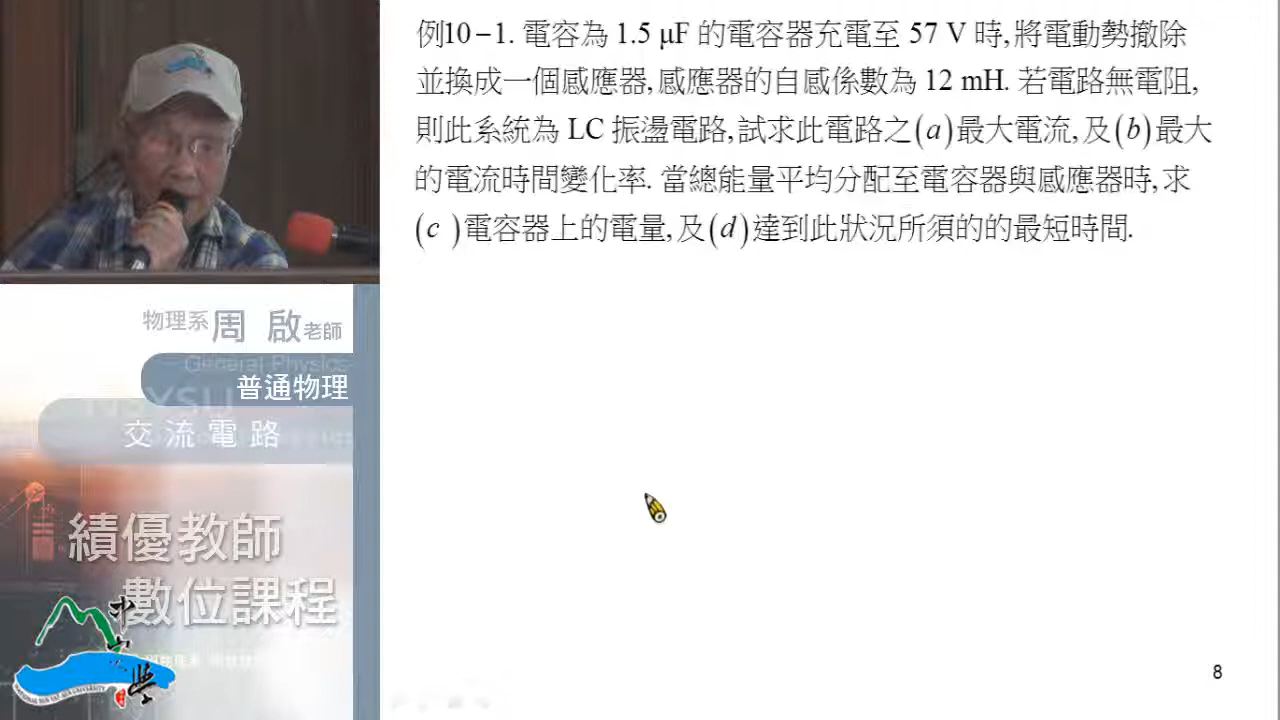 例10−1. 電容為 1.5 μF 的電容器充電至 57 V 時, 將電動勢撤除
並換成一個感應器, 感應器的自感係數為 12 mH. 若電路無電阻,
則此系統為 LC 振盪電路, 試求此電路之(a)最大電流, 及(b)最大
的電流時間變化率. 當總能量平均分配至電容器與感應器時, 求
(c)電容器上的電量, 及(d)達到此狀況所須的的最短時間.
物理系周 啟老師
General Physics
普通物理
NSYSU
交流電路
績優教師
數位課程
中山大學
8